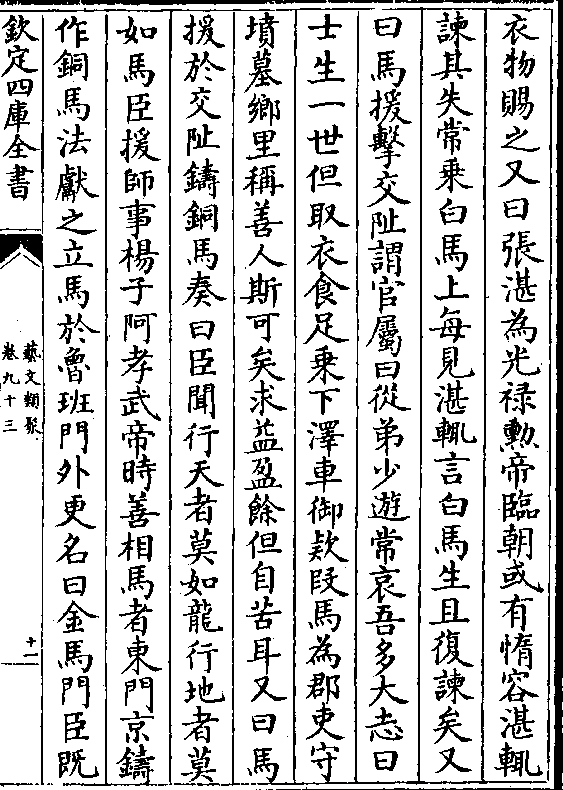 衣物賜之又曰張湛為光禄勲帝臨朝或有惰容湛輒
諫其失常乗白馬上每見湛輒言白馬生且復諫矣又
曰馬援擊交阯謂官屬曰從弟少遊常哀吾多大志曰
士生一世但取衣食足乗下澤車御欵段馬為郡吏守
墳墓鄉里稱善人斯可矣求益盈餘但自苦耳又曰馬
援於交阯鑄銅馬奏曰臣聞行天者莫如龍行地者莫
如馬臣援師事楊子阿孝武帝時善相馬者東門京鑄
作銅馬法獻之立馬於魯班門外更名曰金馬門臣既
欽定四庫全書
藝文類聚
卷九十三
十一